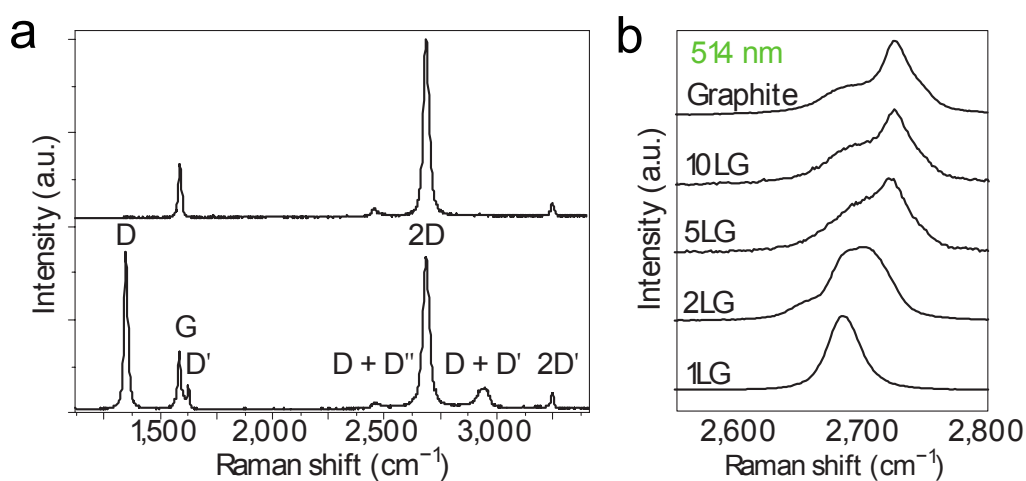 a
Intensity (a.u.)
D
2D
G
D'
D + D"
D + D'
2D'
1,500 2,000 2,500 3,000
Raman shift (cm⁻¹)
b
514 nm
Graphite
10LG
5LG
2LG
1LG
Intensity (a.u.)
2,600 2,700 2,800
Raman shift (cm⁻¹)